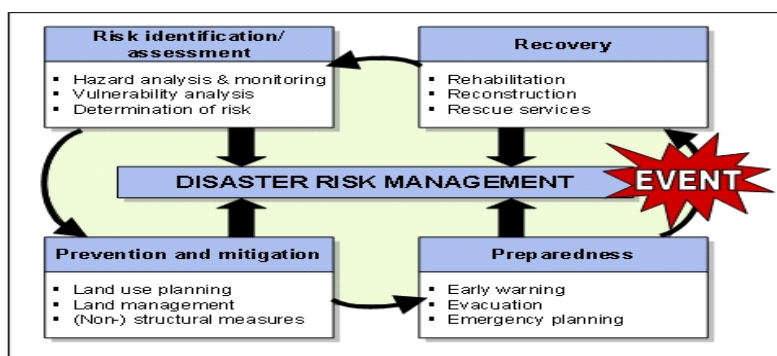 Risk identification/
assessment
▪ Hazard analysis & monitoring
▪ Vulnerability analysis
▪ Determination of risk
Recovery
▪ Rehabilitation
▪ Reconstruction
▪ Rescue services
DISASTER RISK MANAGEMENT
EVENT
Prevention and mitigation
▪ Land use planning
▪ Land management
▪ (Non-) structural measures
Preparedness
▪ Early warning
▪ Evacuation
▪ Emergency planning